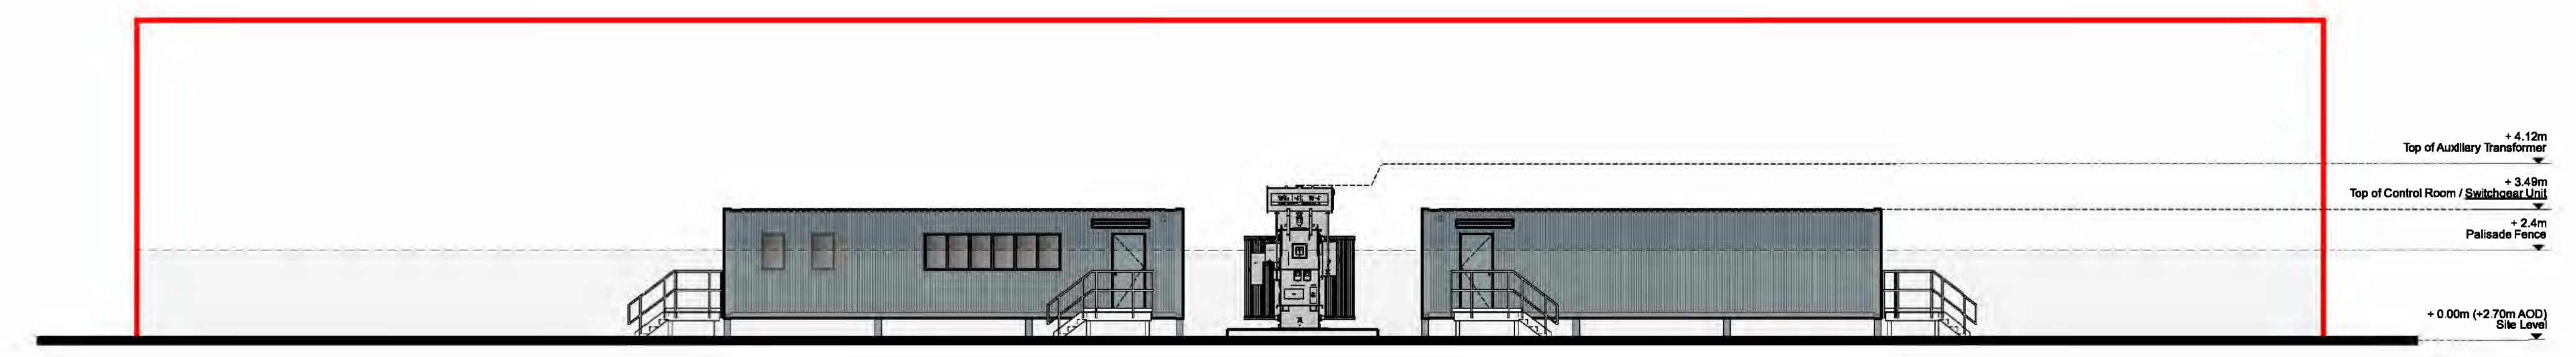 + 4.12m
Top of Auxiliary Transformer
+ 3.49m
Top of Control Room / Switchgear Unit
+ 2.4m
Palisade Fence
+ 0.00m (+2.70m AOD)
Site Level